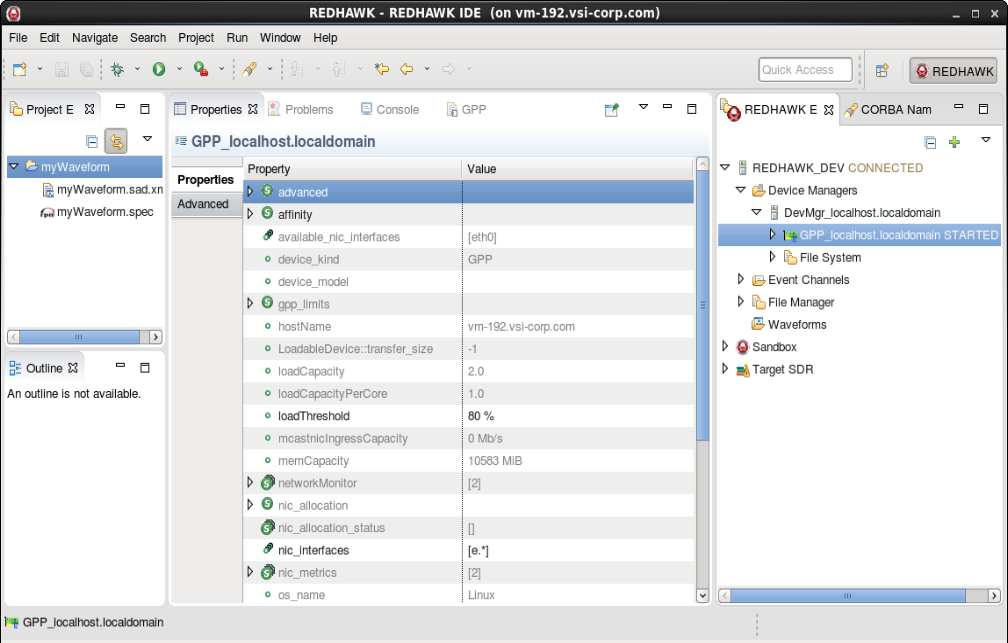 REDHAWK - REDHAWK IDE (on vm-192.vsi-corp.com)
File Edit Navigate Search Project Run Window Help
Quick Access
REDHAWK
Project E
myWaveform
myWaveform.sad.xn
myWaveform.spec
Outline
An outline is not available.
Properties Problems Console GPP
GPP_localhost.localdomain
Properties
Advanced
Property Value
advanced
affinity
available_nic_interfaces [eth0]
device_kind GPP
device_model
gpp_limits
hostName vm-192.vsi-corp.com
LoadableDevice::transfer_size -1
loadCapacity 2.0
loadCapacityPerCore 1.0
loadThreshold 80 %
mcastnicIngressCapacity 0 Mb/s
memCapacity 10583 MiB
networkMonitor [2]
nic_allocation
nic_allocation_status []
nic_interfaces [e.*]
nic_metrics [2]
os_name Linux
REDHAWK E CORBA Nam
REDHAWK_DEV CONNECTED
Device Managers
DevMgr_localhost.localdomain
GPP_localhost.localdomain STARTED
File System
Event Channels
File Manager
Waveforms
Sandbox
Target SDR
GPP_localhost.localdomain